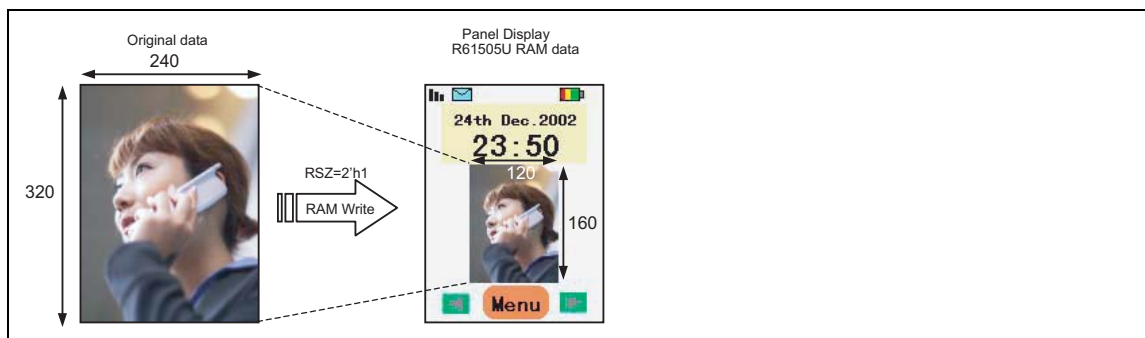 Original data
240
320
RSZ=2'h1
RAM Write
Panel Display
R61505U RAM data
24th Dec.2002
23:50
120
160
Menu